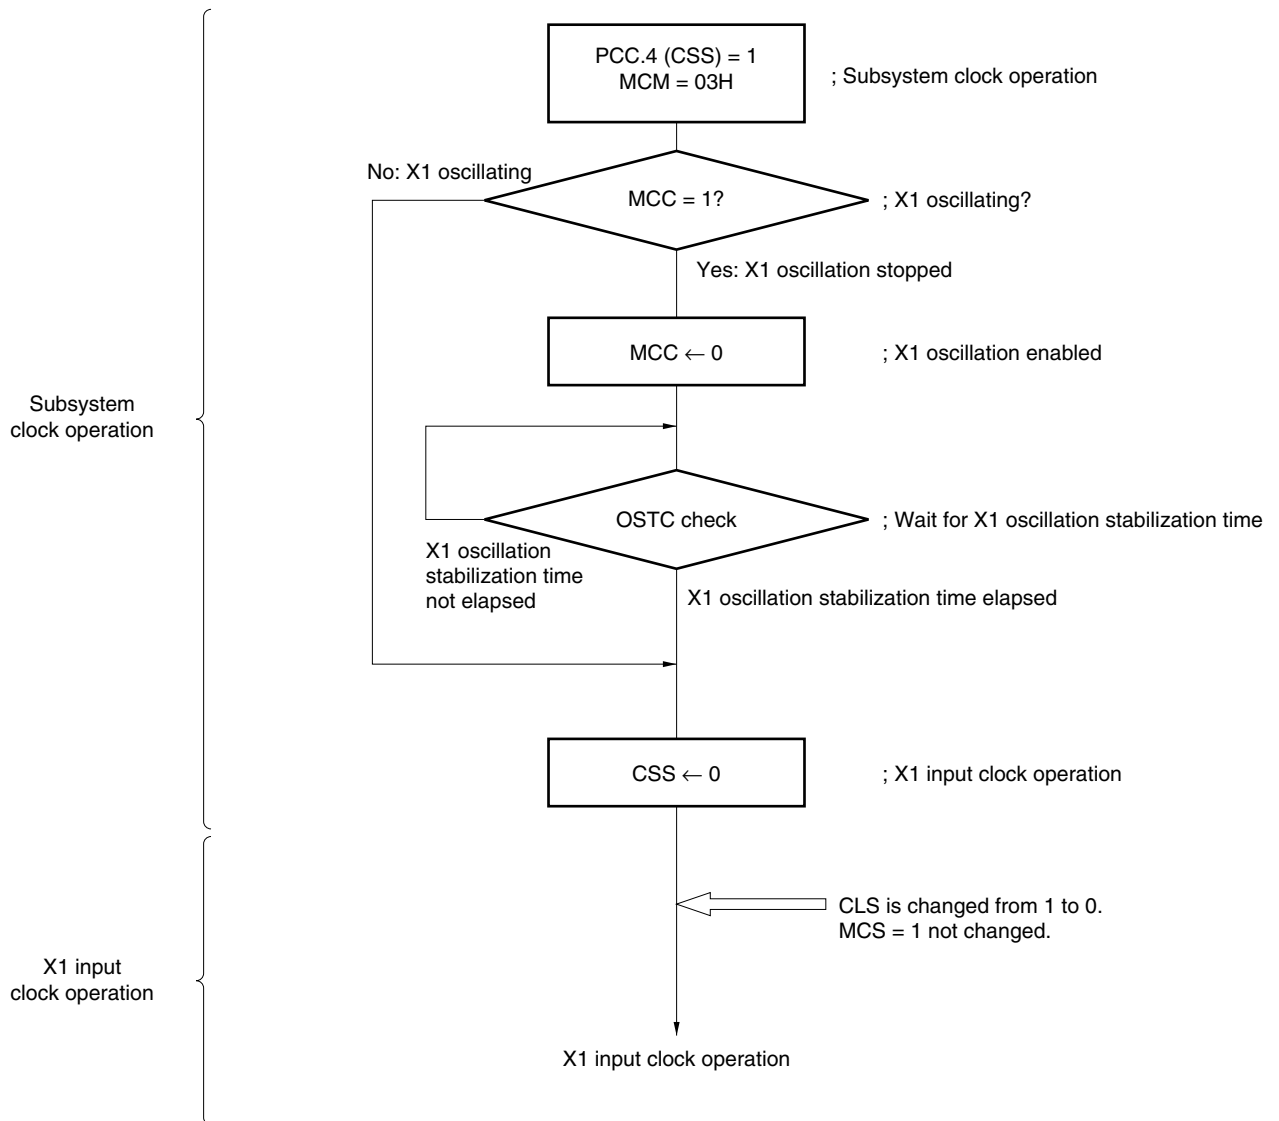 PCC.4 (CSS) = 1
MCM = 03H
; Subsystem clock operation
No: X1 oscillating
MCC = 1?
; X1 oscillating?
Yes: X1 oscillation stopped
MCC ← 0
; X1 oscillation enabled
Subsystem
clock operation
OSTC check
; Wait for X1 oscillation stabilization time
X1 oscillation
stabilization time
not elapsed
X1 oscillation stabilization time elapsed
CSS ← 0
; X1 input clock operation
CLS is changed from 1 to 0.
MCS = 1 not changed.
X1 input
clock operation
X1 input clock operation